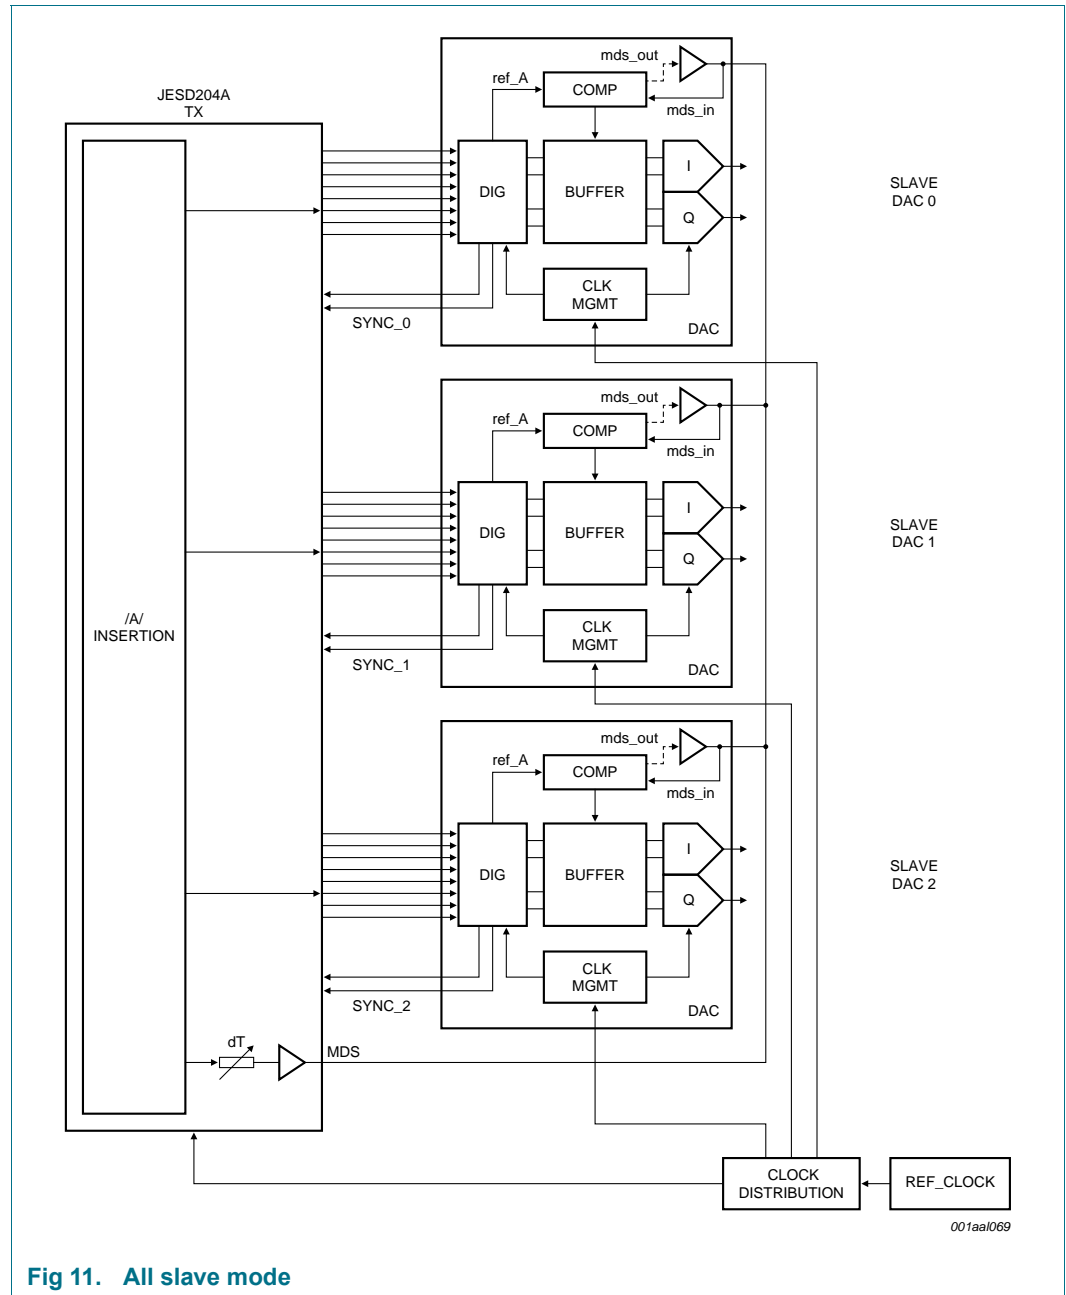 JESD204A
TX
/A/
INSERTION
dT
MDS
mds_out
ref_A
COMP
mds_in
DIG
BUFFER
I
Q
CLK
MGMT
DAC
SYNC_0
SLAVE
DAC 0
mds_out
ref_A
COMP
mds_in
DIG
BUFFER
I
Q
CLK
MGMT
DAC
SYNC_1
SLAVE
DAC 1
mds_out
ref_A
COMP
mds_in
DIG
BUFFER
I
Q
CLK
MGMT
DAC
SYNC_2
SLAVE
DAC 2
CLOCK
DISTRIBUTION
REF_CLOCK
001aal069
Fig 11. All slave mode